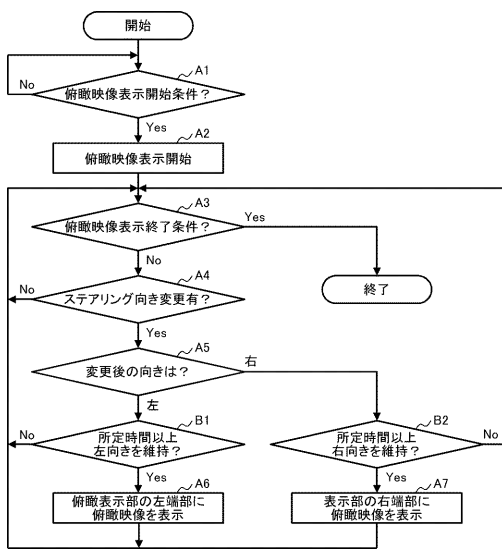 開始
A1
俯瞰映像表示開始条件？
No
Yes
A2
俯瞰映像表示開始
A3
俯瞰映像表示終了条件？
Yes
No
終了
A4
ステアリング向き変更有？
No
Yes
A5
変更後の向きは？
右
左
B1
所定時間以上
左向きを維持？
No
Yes
B2
所定時間以上
右向きを維持？
No
Yes
A6
俯瞰表示部の左端部に
俯瞰映像を表示
A7
表示部の右端部に
俯瞰映像を表示